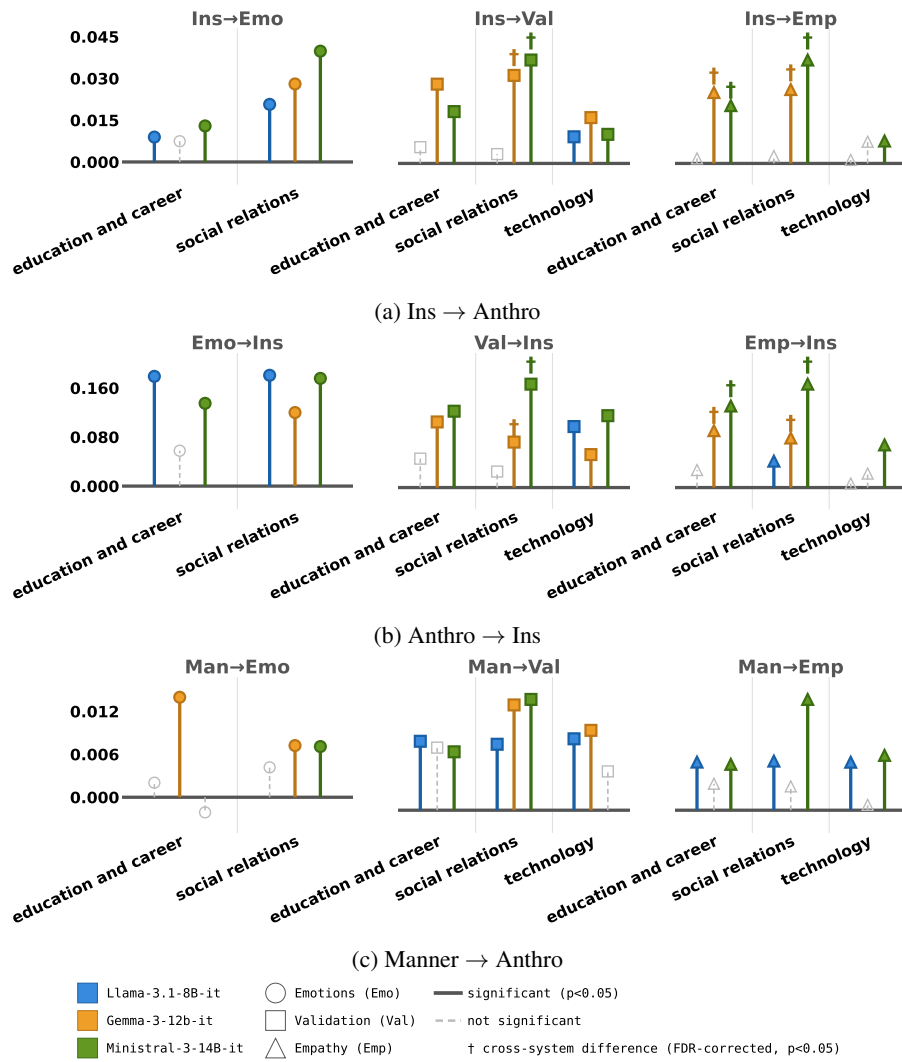 Ins→Emo
Ins→Val
Ins→Emp
0.045
0.030
0.015
0.000
† † † † † †
education and career
social relations
education and career
social relations
technology
education and career
social relations
technology
(a) Ins → Anthro
Emo→Ins
Val→Ins
Emp→Ins
0.160
0.080
0.000
† † † † † †
education and career
social relations
education and career
social relations
technology
education and career
social relations
technology
(b) Anthro → Ins
Man→Emo
Man→Val
Man→Emp
0.012
0.006
0.000
education and career
social relations
education and career
social relations
technology
education and career
social relations
technology
(c) Manner → Anthro
Llama-3.1-8B-it
Emotions (Emo)
significant (p<0.05)
Gemma-3-12b-it
Validation (Val)
not significant
Ministral-3-14B-it
Empathy (Emp)
† cross-system difference (FDR-corrected, p<0.05)